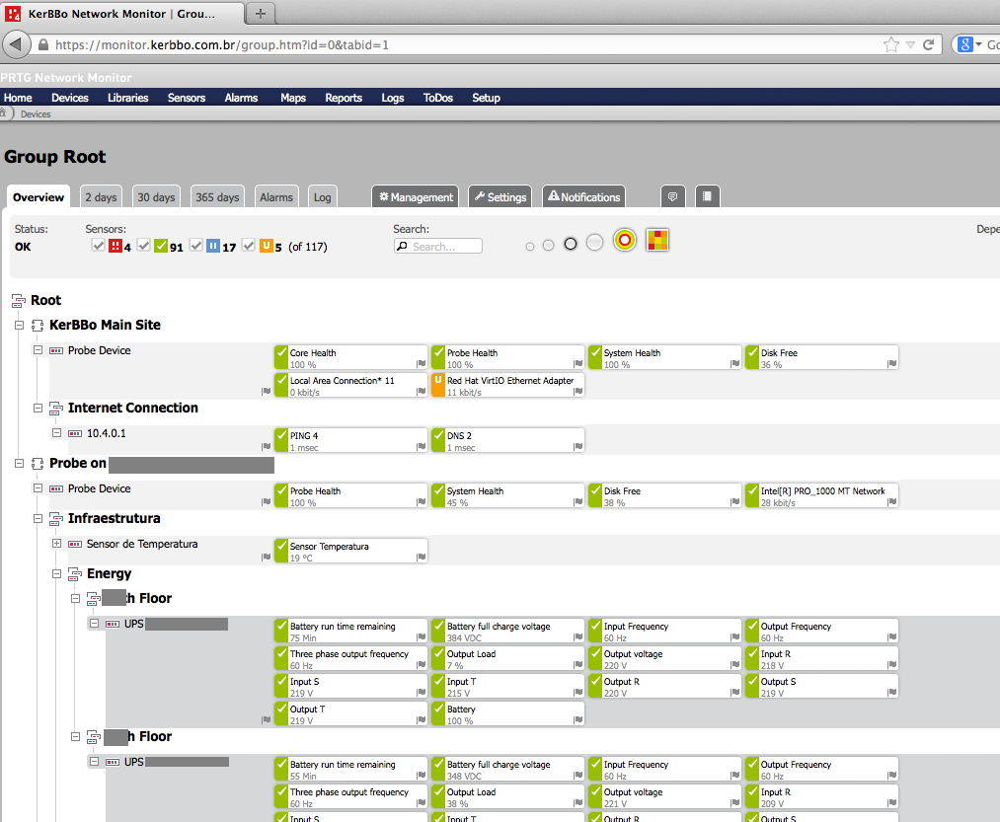 KerBBo Network Monitor | Grou...
https://monitor.kerbbo.com.br/group.htm?id=0&tabid=1
PRTG Network Monitor
Home Devices Libraries Sensors Alarms Maps Reports Logs ToDos Setup
Devices
Group Root
Overview 2 days 30 days 365 days Alarms Log Management Settings Notifications
Status: Sensors: Search:
OK 4 91 17 U 5 (of 117) Search...
Root
KerBBo Main Site
Probe Device
Core Health Probe Health System Health Disk Free
100 % 100 % 100 % 36 %
Local Area Connection* 11 U Red Hat VirtIO Ethernet Adapter
0 kbit/s 11 kbit/s
Internet Connection
10.4.0.1
PING 4 DNS 2
1 msec 1 msec
Probe on
Probe Device
Probe Health System Health Disk Free Intel[R] PRO_1000 MT Network
100 % 45 % 38 % 28 kbit/s
Infraestrutura
Sensor de Temperatura
Sensor Temperatura
19 °C
Energy
h Floor
UPS
Battery run time remaining Battery full charge voltage Input Frequency Output Frequency
75 Min 384 VDC 60 Hz 60 Hz
Three phase output frequency Output Load Output voltage Input R
60 Hz 7 % 220 V 218 V
Input S Input T Output R Output S
219 V 215 V 220 V 219 V
Output T Battery
219 V 100 %
h Floor
UPS
Battery run time remaining Battery full charge voltage Input Frequency Output Frequency
55 Min 348 VDC 60 Hz 60 Hz
Three phase output frequency Output Load Output voltage Input R
60 Hz 38 % 221 V 209 V
Input S Input T Output R Output S